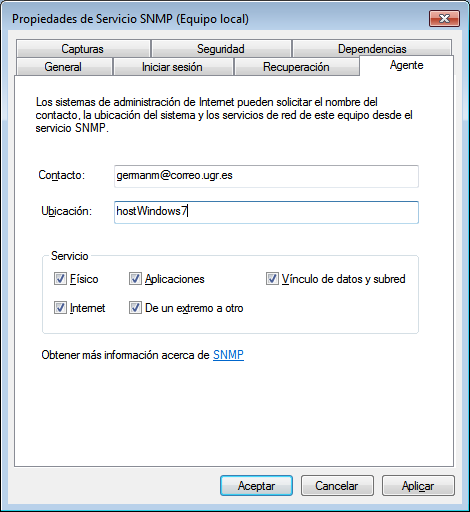 Propiedades de Servicio SNMP (Equipo local)
Capturas Seguridad Dependencias
General Iniciar sesión Recuperación Agente
Los sistemas de administración de Internet pueden solicitar el nombre del
contacto, la ubicación del sistema y los servicios de red de este equipo desde el
servicio SNMP.
Contacto: germanm@correo.ugr.es
Ubicación: hostWindows7
Servicio
Físico Aplicaciones Vínculo de datos y subred
Internet De un extremo a otro
Obtener más información acerca de SNMP
Aceptar Cancelar Aplicar